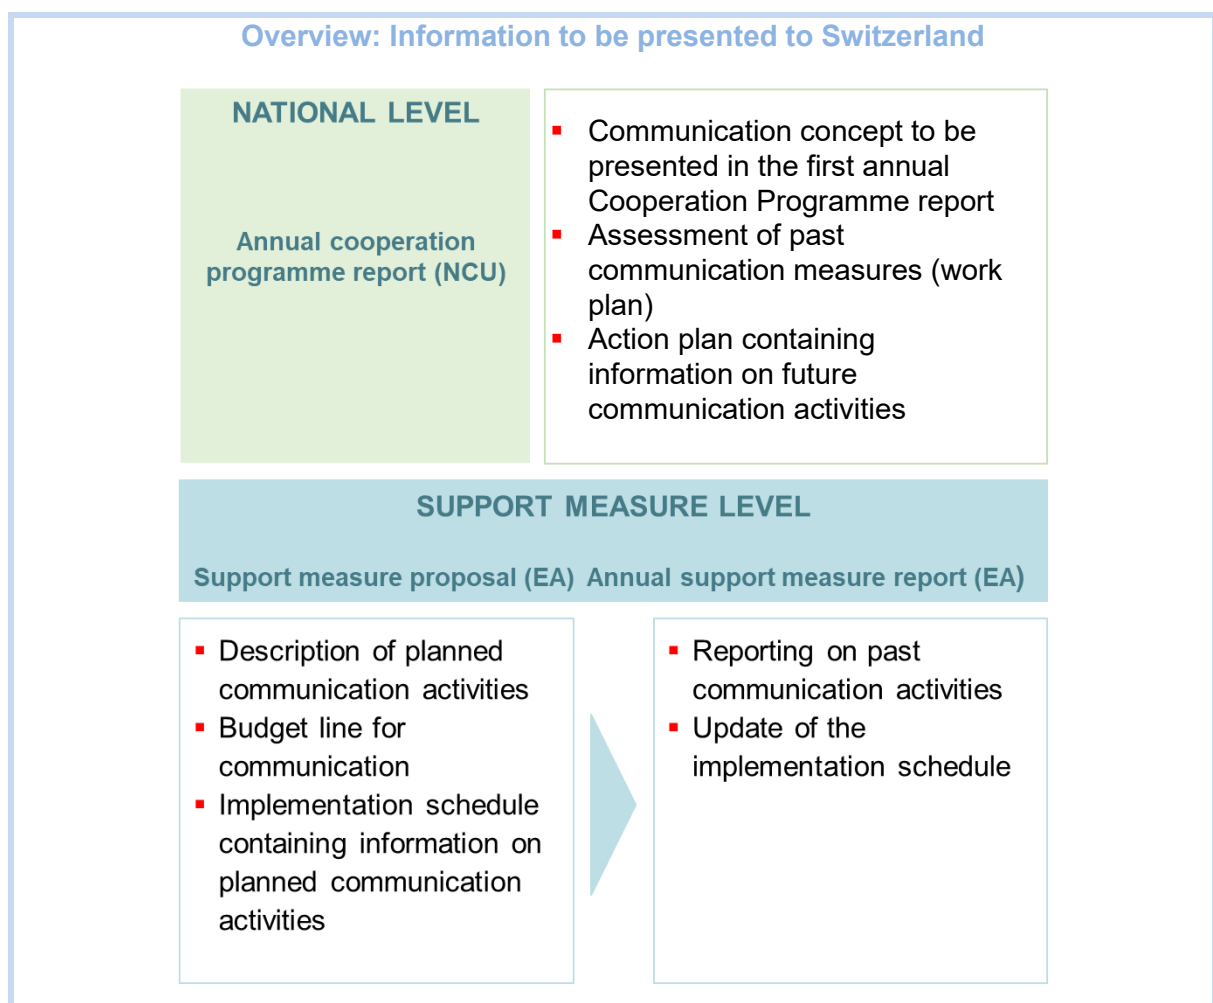 Overview: Information to be presented to Switzerland
NATIONAL LEVEL
Annual cooperation
programme report (NCU)
▪ Communication concept to be
presented in the first annual
Cooperation Programme report
▪ Assessment of past
communication measures (work
plan)
▪ Action plan containing
information on future
communication activities
SUPPORT MEASURE LEVEL
Support measure proposal (EA) Annual support measure report (EA)
▪ Description of planned
communication activities
▪ Budget line for
communication
▪ Implementation schedule
containing information on
planned communication
activities
▪ Reporting on past
communication activities
▪ Update of the
implementation schedule